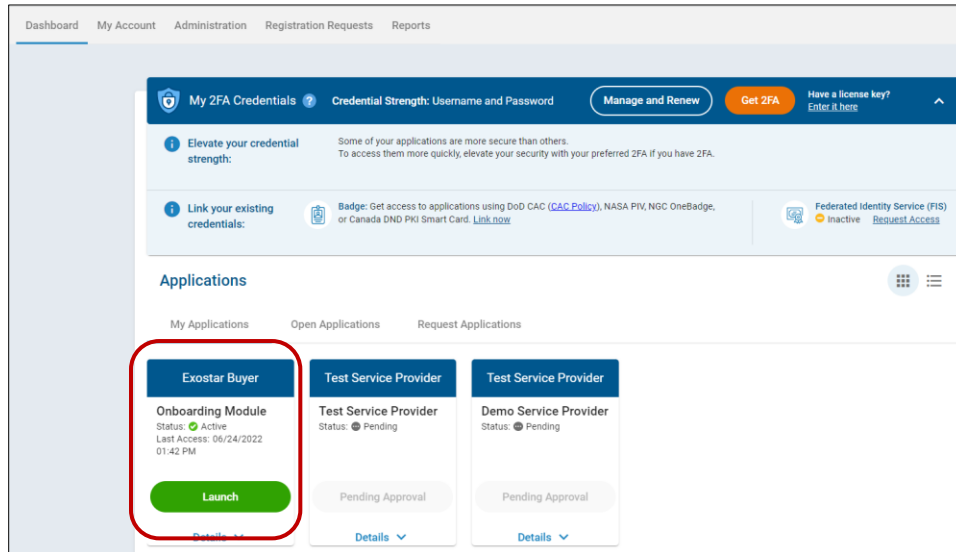 Dashboard My Account Administration Registration Requests Reports
My 2FA Credentials ? Credential Strength: Username and Password Manage and Renew Get 2FA Have a license key?
Enter it here
Elevate your credential strength:
Some of your applications are more secure than others.
To access them more quickly, elevate your security with your preferred 2FA if you have 2FA.
Link your existing credentials:
Badge: Get access to applications using DoD CAC (CAC Policy), NASA PIV, NGC OneBadge,
or Canada DND PKI Smart Card. Link now
Federated Identity Service (FIS)
Inactive Request Access
Applications
My Applications Open Applications Request Applications
Exostar Buyer
Onboarding Module
Status: Active
Last Access: 06/24/2022
01:42 PM
Launch
Details
Test Service Provider
Test Service Provider
Status: Pending
Pending Approval
Details
Test Service Provider
Demo Service Provider
Status: Pending
Pending Approval
Details